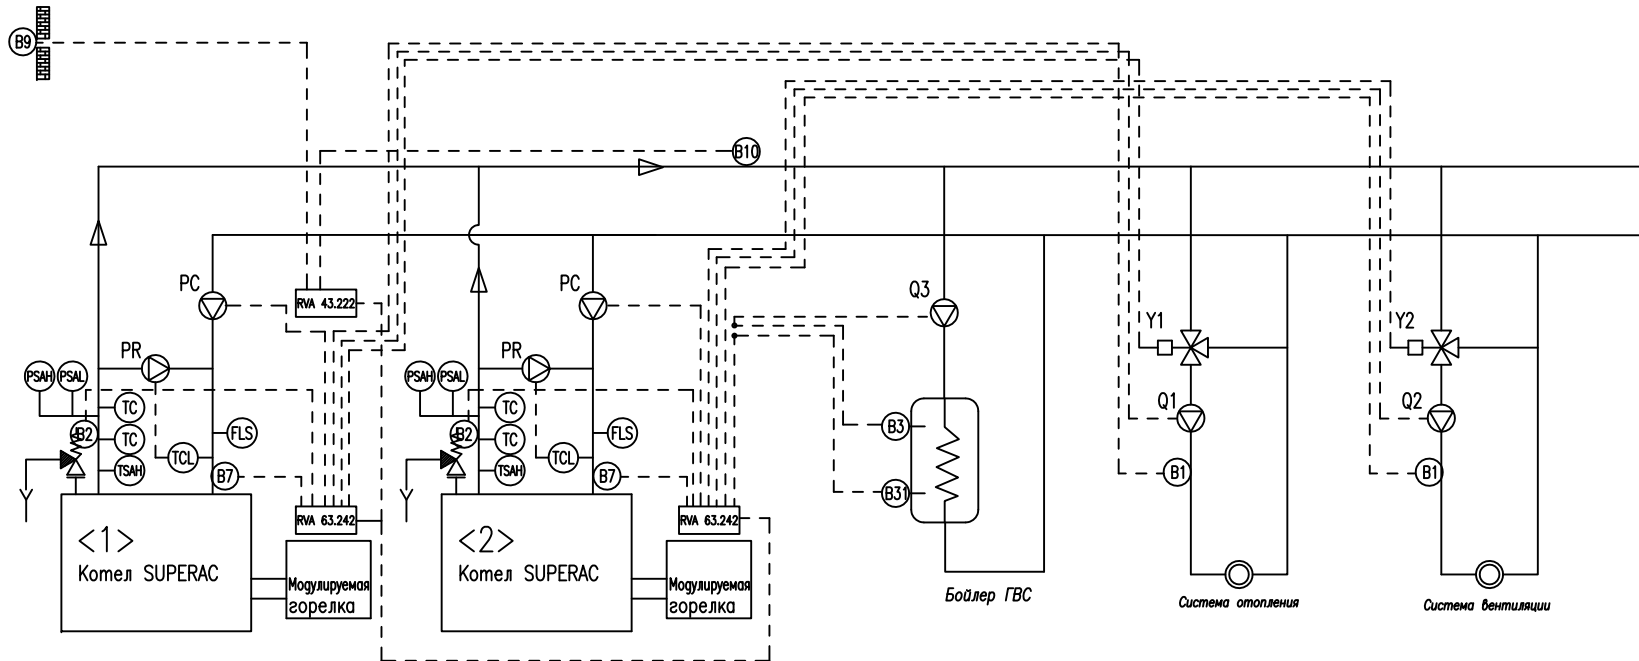 B9
B10
PC
RVA 43.222
PC
Q3
Y1
Y2
PR
PR
PSAH
PSAL
PSAH
PSAL
TC
TC
Q1
Q2
B2
TC
FLS
B2
TC
FLS
B3
TCL
TCL
TSAH
B7
TSAH
B7
B1
B1
B31
RVA 63.242
RVA 63.242
<1>
Котел SUPERAC
<2>
Котел SUPERAC
Модулируемая
горелка
Модулируемая
горелка
Бойлер ГВС
Система отопления
Система вентиляции